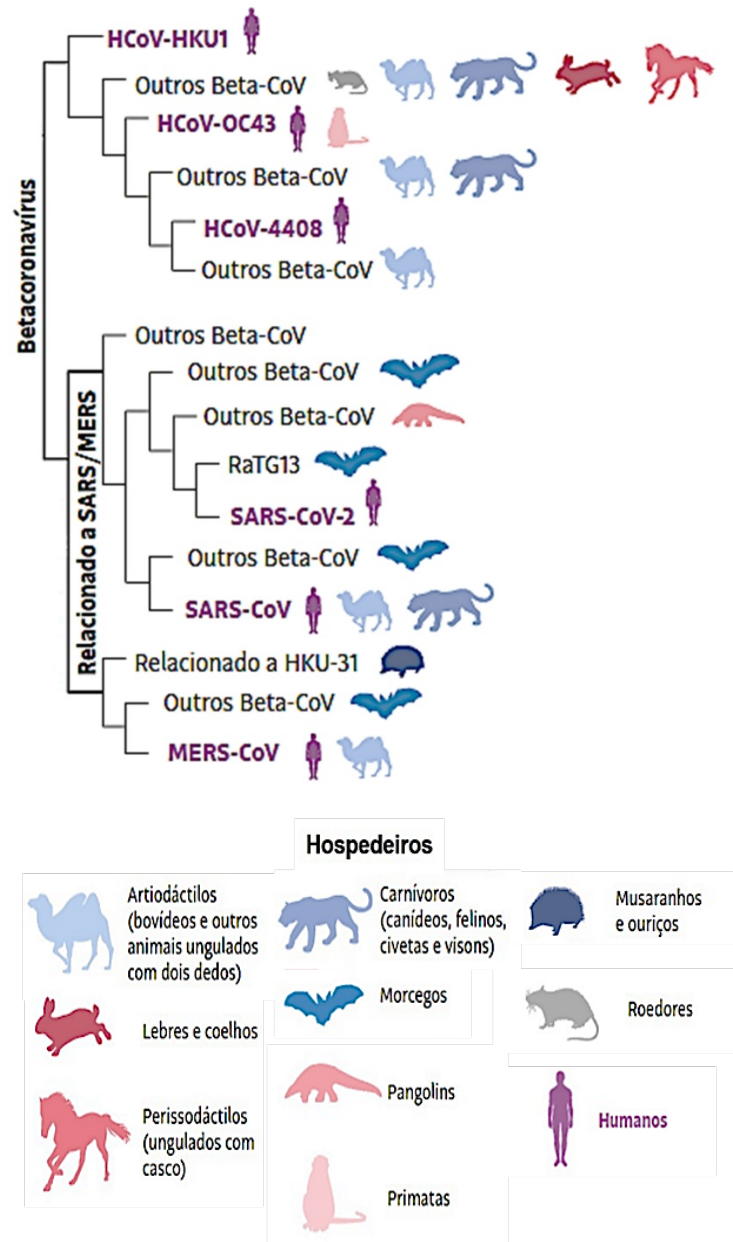 HCoV-HKU1
Outros Beta-CoV
HCoV-OC43
Outros Beta-CoV
HCoV-4408
Outros Beta-CoV
Betacoronavírus
Outros Beta-CoV
Outros Beta-CoV
Outros Beta-CoV
RaTG13
SARS-CoV-2
Outros Beta-CoV
SARS-CoV
Relacionado a SARS/MERS
Relacionado a HKU-31
Outros Beta-CoV
MERS-CoV
Hospedeiros
Artiodáctilos
(bovídeos e outros
animais ungulados
com dois dedos)
Carnívoros
(canídeos, felinos,
civetas e visons)
Musaranhos
e ouriços
Lebres e coelhos
Morcegos
Roedores
Perissodáctilos
(ungulados com
casco)
Pangolins
Humanos
Primatas